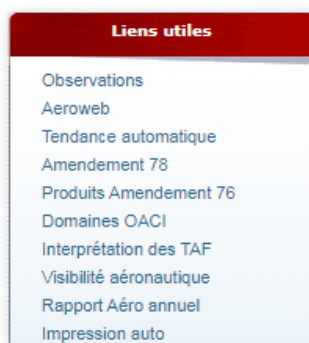 Liens utiles
Observations
Aeroweb
Tendance automatique
Amendement 78
Produits Amendement 76
Domaines OACI
Interprétation des TAF
Visibilité aéronautique
Rapport Aéro annuel
Impression auto